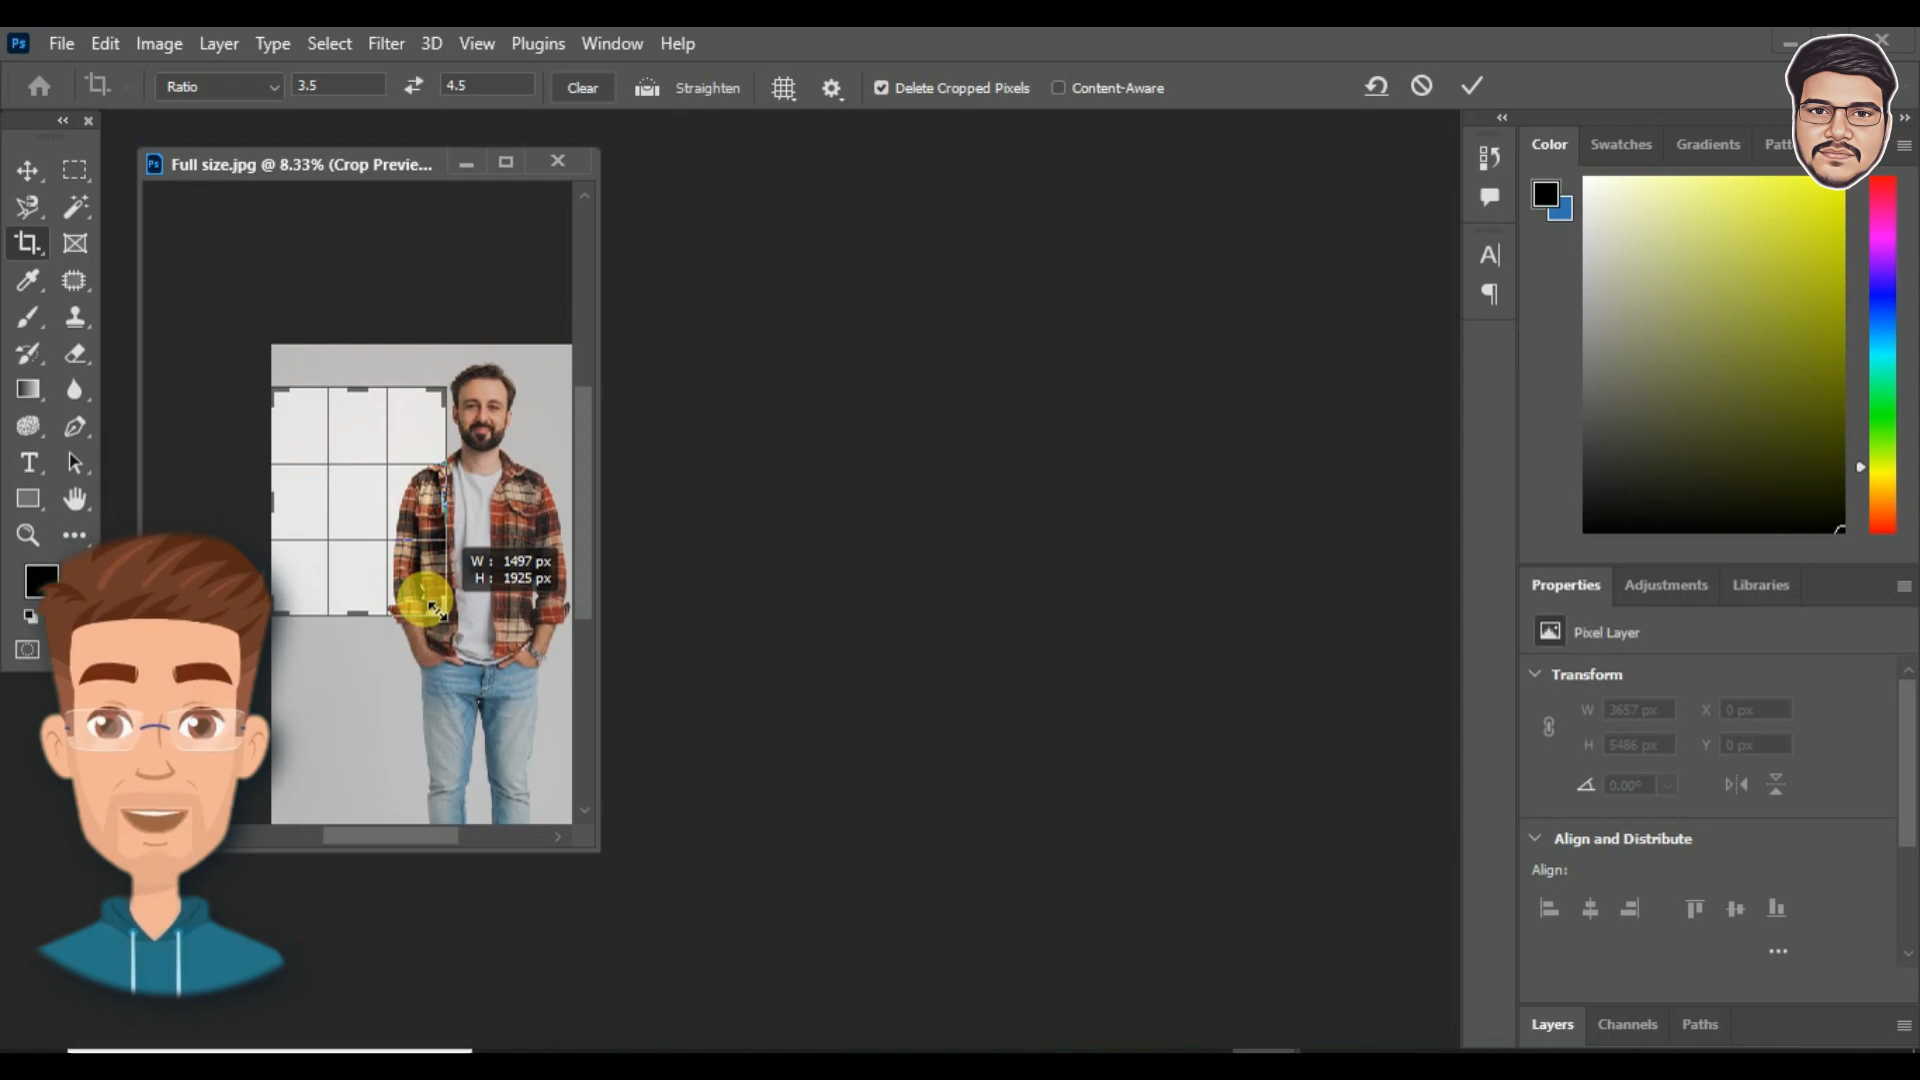 Ps File Edit Image Layer Type Select Filter 3D View Plugins Window Help
Ratio 3.5 4.5 Clear Straighten Delete Cropped Pixels Content-Aware
Ps Full size.jpg @ 8.33% (Crop Previe...
W : 1497 px
H : 1925 px
Color Swatches Gradients
Properties Adjustments Libraries
Pixel Layer
Transform
W 3657 px X 0 px
H 5486 px Y 0 px
0.00°
Align and Distribute
Align:
Layers Channels Paths